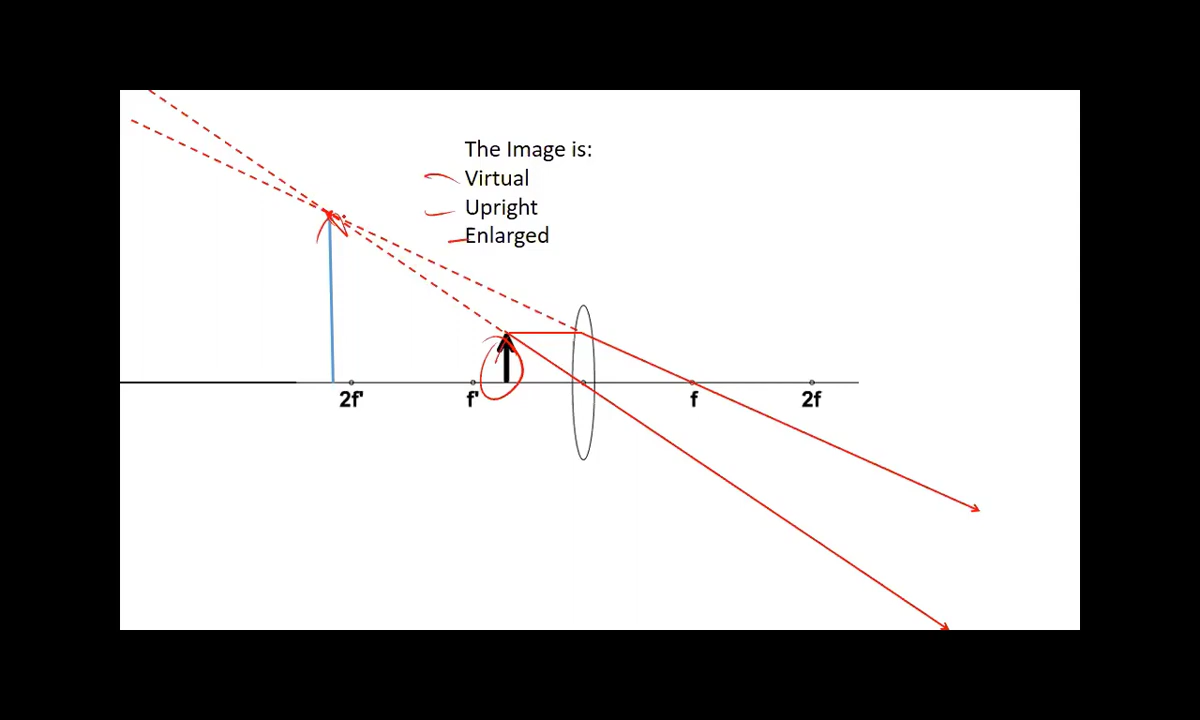 The Image is:
Virtual
Upright
Enlarged
2f' f' f 2f